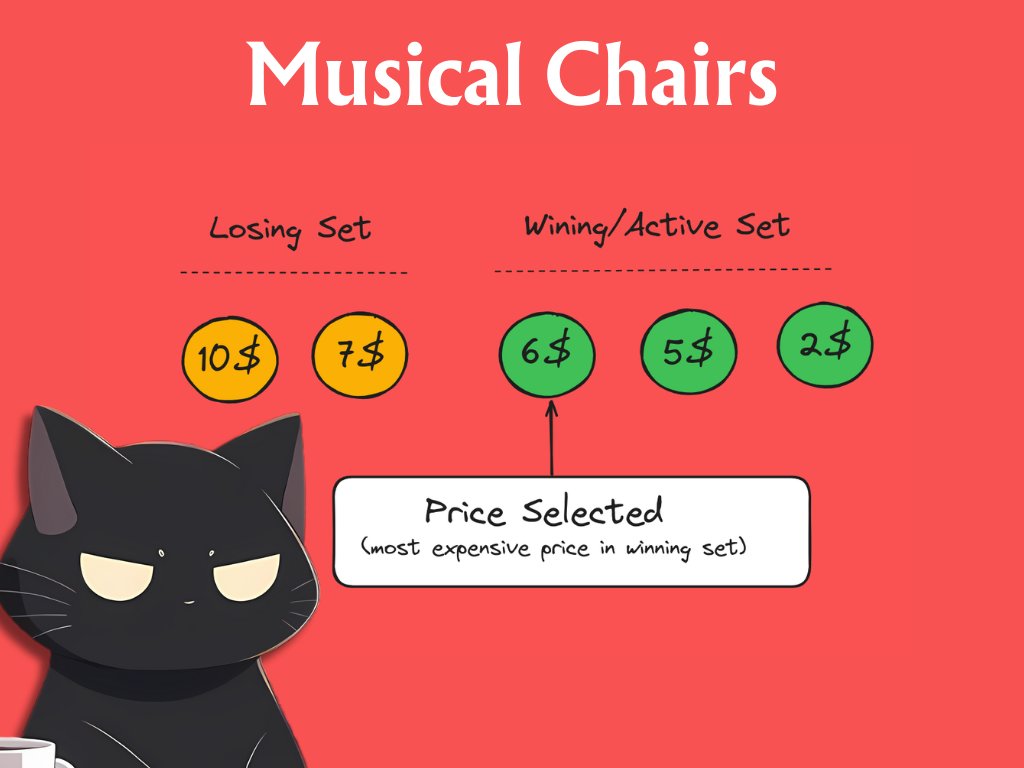 Musical Chairs
Losing Set
Wining/Active Set
10$
7$
6$
5$
2$
Price Selected
(most expensive price in winning set)